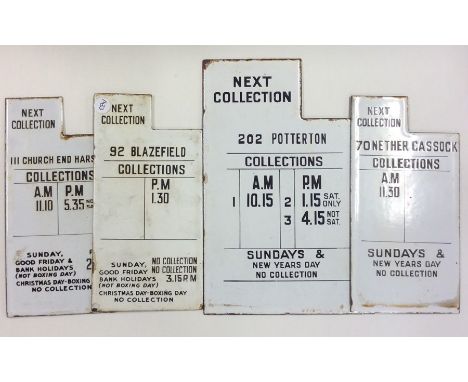 NEXT
COLLECTION
111 CHURCH END HARS
COLLECTIONS
A.M P.M
11.10 5.35 NO
SUNDAY,
GOOD FRIDAY &
BANK HOLIDAYS 2
(NOT BOXING DAY)
CHRISTMAS DAY-BOXING
NO COLLECTION
NEXT
COLLECTION
92 BLAZEFIELD
COLLECTIONS
P.M
1.30
SUNDAY, NO COLLECTION
GOOD FRIDAY NO COLLECTION
BANK HOLIDAYS 3.15 P.M
(NOT BOXING DAY)
CHRISTMAS DAY-BOXING DAY
NO COLLECTION
NEXT
COLLECTION
202 POTTERTON
COLLECTIONS
A.M P.M
1 10.15 2 1.15 SAT. ONLY
3 4.15 NOT SAT.
SUNDAYS &
NEW YEARS DAY
NO COLLECTION
NEXT
COLLECTION
70 NETHER CASSOCK
COLLECTIONS
A.M
11.30
SUNDAYS &
NEW YEARS DAY
NO COLLECTION